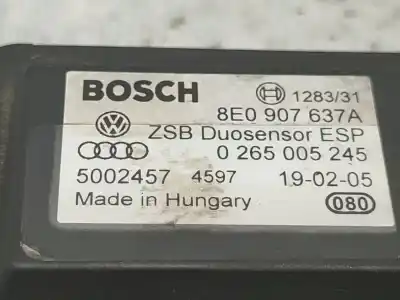 BOSCH 1283/31
8E0 907 637A
ZSB Duosensor ESP
0 265 005 245
5002457 4597 19-02-05
Made in Hungary 080